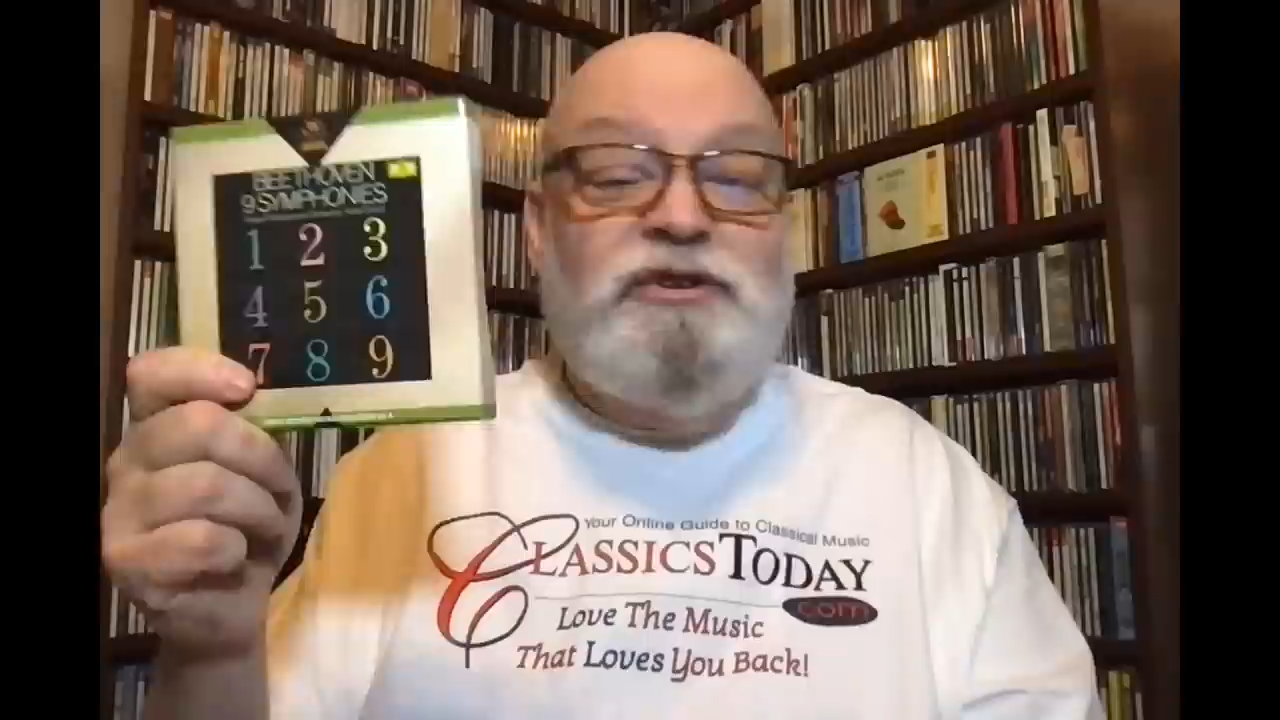 BEETHOVEN
9 SYMPHONIES
1 2 3
4 5 6
7 8 9
Your Online Guide to Classical Music
CLASSICSTODAY
.com
Love The Music
That Loves You Back!